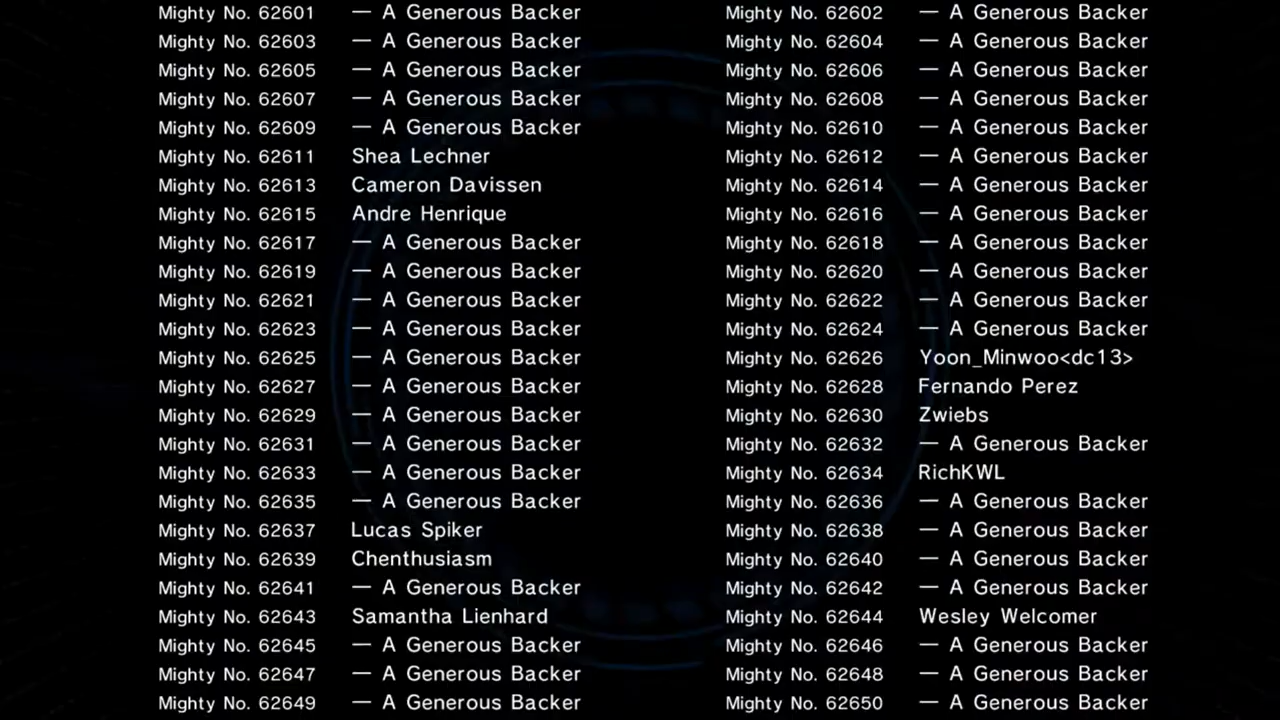 Mighty No. 62601 — A Generous Backer Mighty No. 62602 — A Generous Backer
Mighty No. 62603 — A Generous Backer Mighty No. 62604 — A Generous Backer
Mighty No. 62605 — A Generous Backer Mighty No. 62606 — A Generous Backer
Mighty No. 62607 — A Generous Backer Mighty No. 62608 — A Generous Backer
Mighty No. 62609 — A Generous Backer Mighty No. 62610 — A Generous Backer
Mighty No. 62611 Shea Lechner Mighty No. 62612 — A Generous Backer
Mighty No. 62613 Cameron Davissen Mighty No. 62614 — A Generous Backer
Mighty No. 62615 Andre Henrique Mighty No. 62616 — A Generous Backer
Mighty No. 62617 — A Generous Backer Mighty No. 62618 — A Generous Backer
Mighty No. 62619 — A Generous Backer Mighty No. 62620 — A Generous Backer
Mighty No. 62621 — A Generous Backer Mighty No. 62622 — A Generous Backer
Mighty No. 62623 — A Generous Backer Mighty No. 62624 — A Generous Backer
Mighty No. 62625 — A Generous Backer Mighty No. 62626 Yoon_Minwoo<dc13>
Mighty No. 62627 — A Generous Backer Mighty No. 62628 Fernando Perez
Mighty No. 62629 — A Generous Backer Mighty No. 62630 Zwiebs
Mighty No. 62631 — A Generous Backer Mighty No. 62632 — A Generous Backer
Mighty No. 62633 — A Generous Backer Mighty No. 62634 RichKWL
Mighty No. 62635 — A Generous Backer Mighty No. 62636 — A Generous Backer
Mighty No. 62637 Lucas Spiker Mighty No. 62638 — A Generous Backer
Mighty No. 62639 Chenthusiasm Mighty No. 62640 — A Generous Backer
Mighty No. 62641 — A Generous Backer Mighty No. 62642 — A Generous Backer
Mighty No. 62643 Samantha Lienhard Mighty No. 62644 Wesley Welcomer
Mighty No. 62645 — A Generous Backer Mighty No. 62646 — A Generous Backer
Mighty No. 62647 — A Generous Backer Mighty No. 62648 — A Generous Backer
Mighty No. 62649 — A Generous Backer Mighty No. 62650 — A Generous Backer